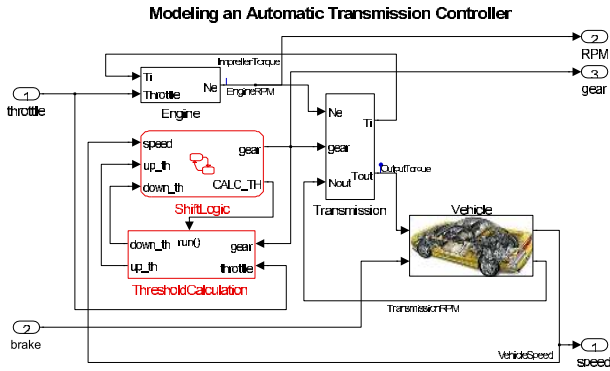 Modeling an Automatic Transmission Controller
ImpellerTorque
2
RPM
Ti
Ne
Throttle
EngineRPM
Engine
3
gear
1
throttle
Ne
Ti
gear
Tout
Nout
Transmission
OutputTorque
speed
gear
up_th
CALC_TH
down_th
ShiftLogic
Vehicle
down_th
run()
gear
up_th
throttle
ThresholdCalculation
TransmissionRPM
2
brake
VehicleSpeed
1
speed